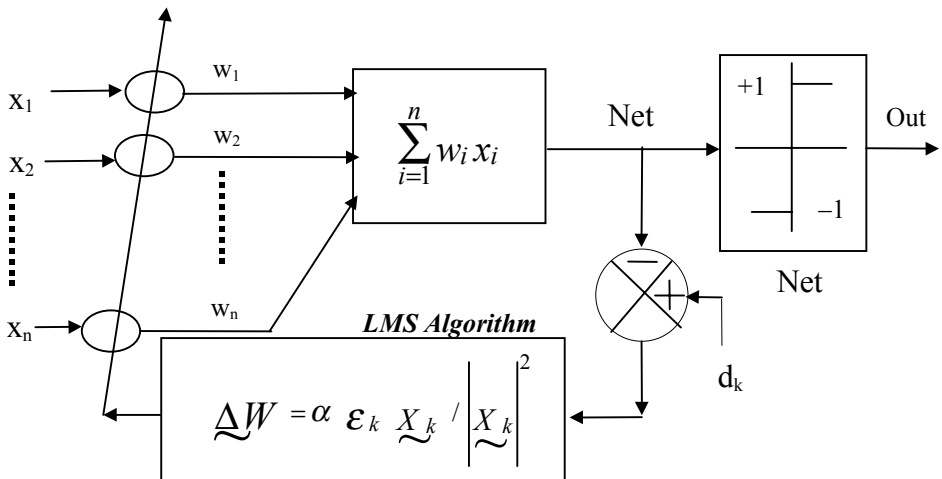 x₁
w₁
x₂
w₂
xₙ
wₙ
n
∑ wᵢ xᵢ
i=1
Net
+1
−1
Out
Net
−
+
dₖ
LMS Algorithm
ΔW = α εₖ Xₖ / |Xₖ|²